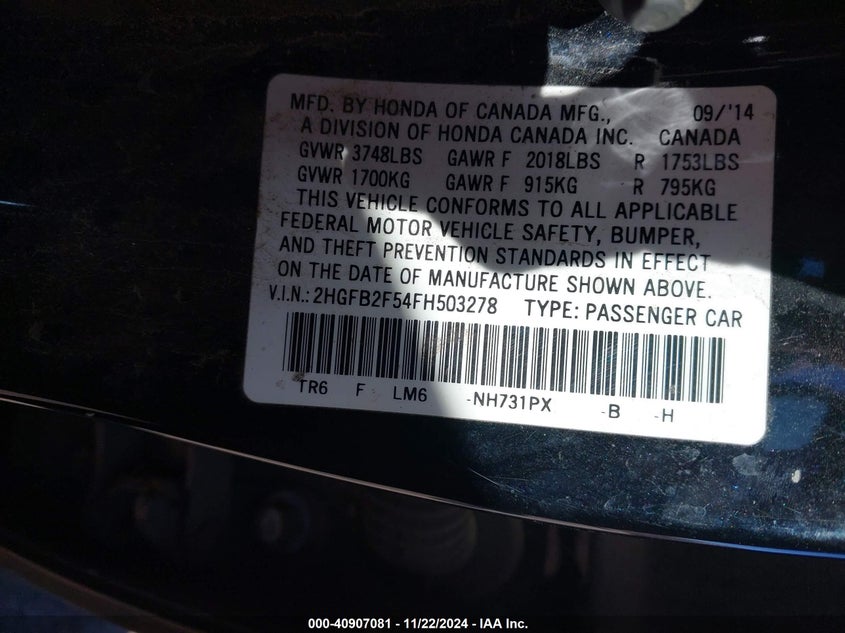 MFD. BY HONDA OF CANADA MFG., 09/'14
A DIVISION OF HONDA CANADA INC. CANADA
GVWR 3748LBS GAWR F 2018LBS R 1753LBS
GVWR 1700KG GAWR F 915KG R 795KG
THIS VEHICLE CONFORMS TO ALL APPLICABLE
FEDERAL MOTOR VEHICLE SAFETY, BUMPER,
AND THEFT PREVENTION STANDARDS IN EFFECT
ON THE DATE OF MANUFACTURE SHOWN ABOVE.
V.I.N.: 2HGFB2F54FH503278 TYPE: PASSENGER CAR
TR6 F LM6 -NH731PX -B -H
000-40907081 - 11/22/2024 - IAA Inc.